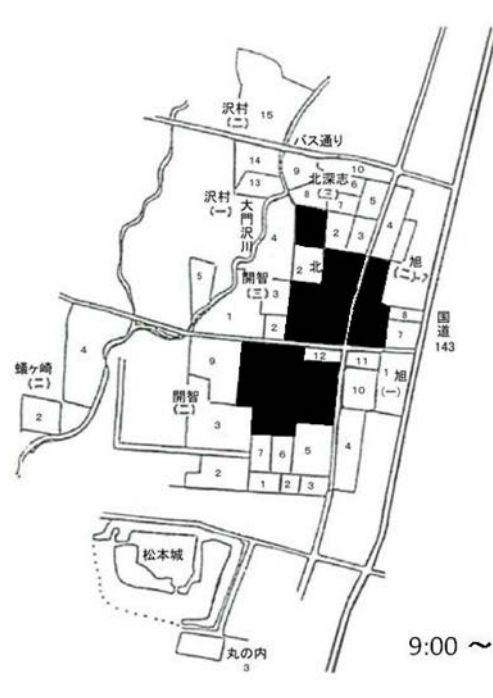 沢村
(二)
15
バス通り
14
13
9
10
北深志
(三)
6
5
8
7
沢村
(一)
大門沢川
4
2
3
4
5
2
北
旭
(二)
開智
(三)
3
1
2
8
7
国道
143
蟻ヶ崎
(二)
4
9
12
11
1
旭
(一)
10
開智
(二)
2
3
7
6
5
4
2
1
2
3
松本城
丸の内
3
9:00 ～